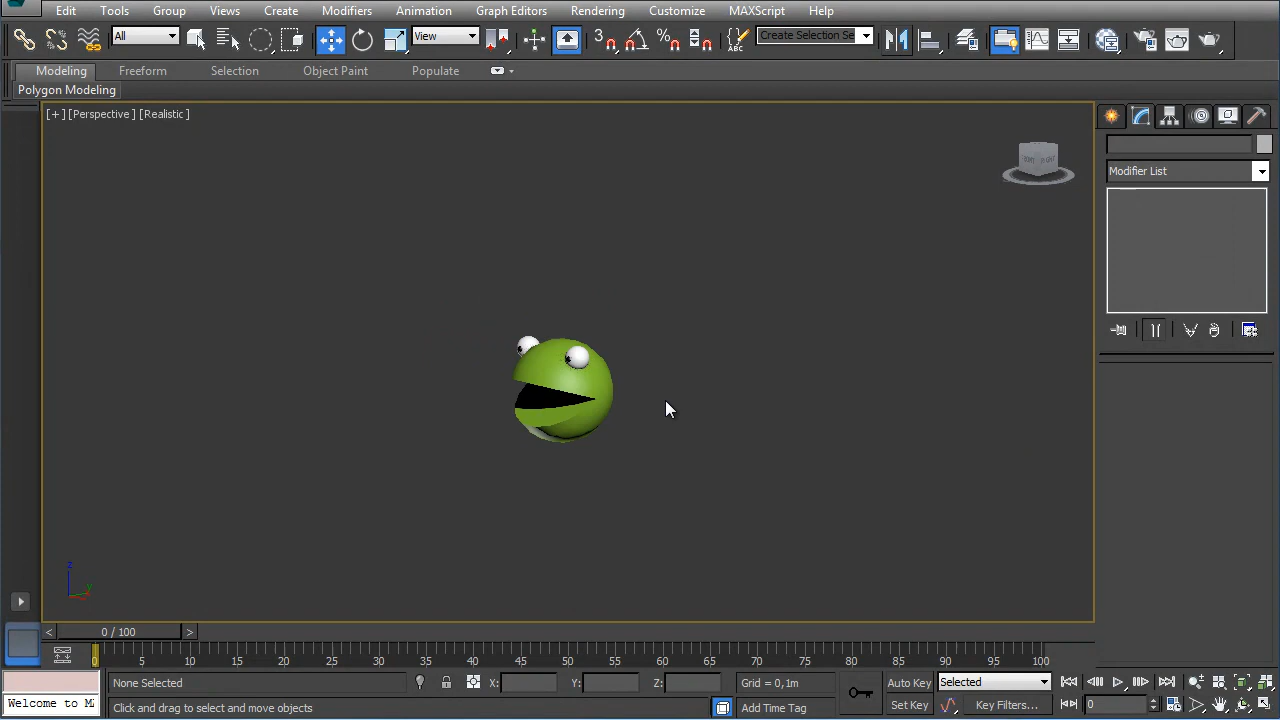 Edit Tools Group Views Create Modifiers Animation Graph Editors Rendering Customize MAXScript Help
All View 3 Create Selection Se
Modeling Freeform Selection Object Paint Populate
Polygon Modeling
[+] [Perspective ] [Realistic ]
Modifier List
z
y
< 0 / 100 >
0 5 10 15 20 25 30 35 40 45 50 55 60 65 70 75 80 85 90 95 100
None Selected X: Y: Z: Grid = 0,1m Auto Key Selected
Welcome to M
Click and drag to select and move objects Add Time Tag Set Key Key Filters... 0